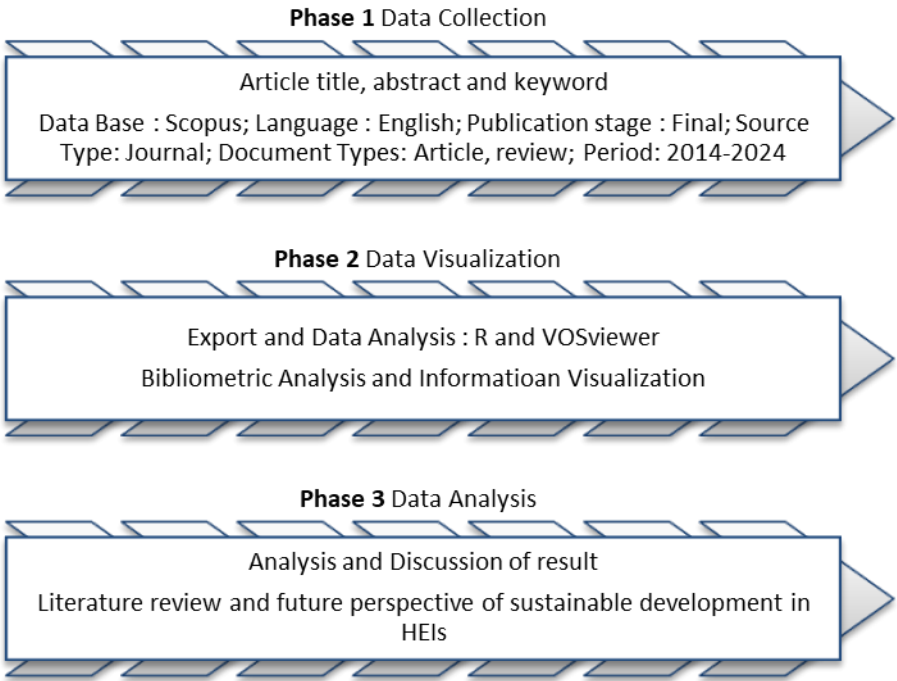 Phase 1 Data Collection
Article title, abstract and keyword
Data Base : Scopus; Language : English; Publication stage : Final; Source
Type: Journal; Document Types: Article, review; Period: 2014-2024
Phase 2 Data Visualization
Export and Data Analysis : R and VOSviewer
Bibliometric Analysis and Informatioan Visualization
Phase 3 Data Analysis
Analysis and Discussion of result
Literature review and future perspective of sustainable development in
HEIs